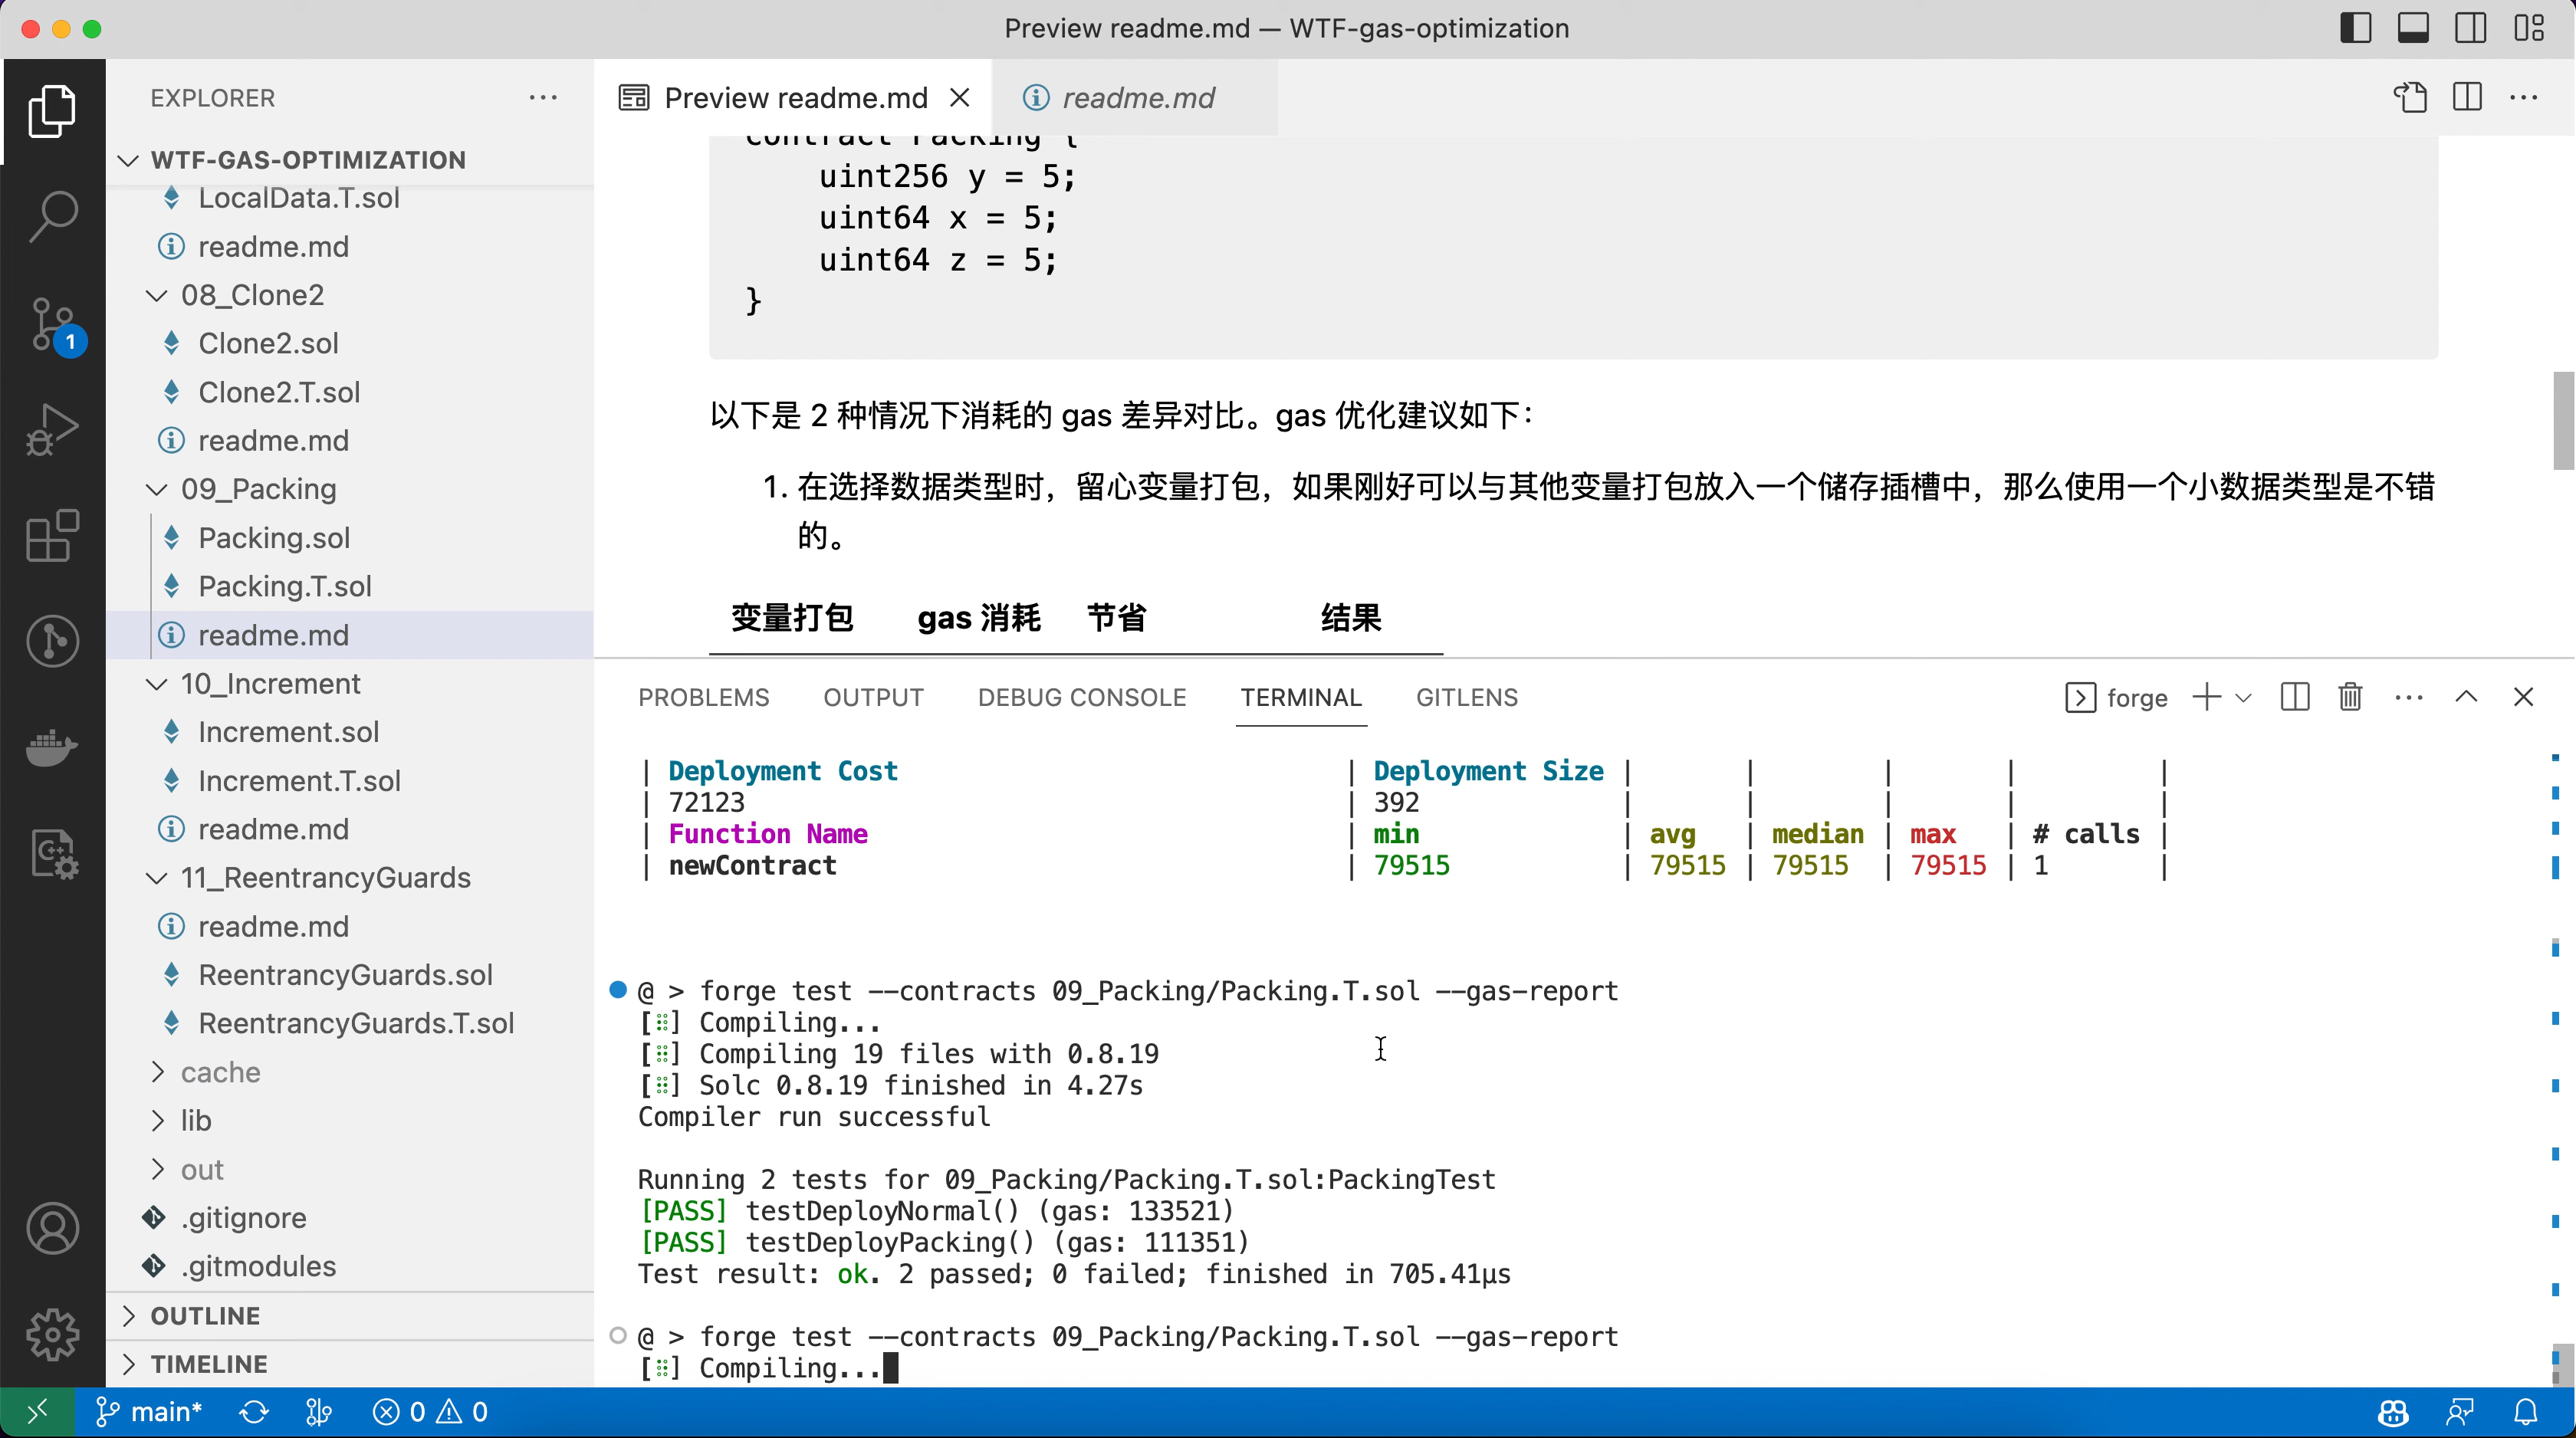 Preview readme.md — WTF-gas-optimization
EXPLORER
WTF-GAS-OPTIMIZATION
LocalData.T.sol
readme.md
08_Clone2
Clone2.sol
Clone2.T.sol
readme.md
09_Packing
Packing.sol
Packing.T.sol
readme.md
10_Increment
Increment.sol
Increment.T.sol
readme.md
11_ReentrancyGuards
readme.md
ReentrancyGuards.sol
ReentrancyGuards.T.sol
cache
lib
out
.gitignore
.gitmodules
OUTLINE
TIMELINE
1
Preview readme.md
readme.md
contract Packing {
uint256 y = 5;
uint64 x = 5;
uint64 z = 5;
}
以下是 2 种情况下消耗的 gas 差异对比。gas 优化建议如下：
1. 在选择数据类型时，留心变量打包，如果刚好可以与其他变量打包放入一个储存插槽中，那么使用一个小数据类型是不错
的。
变量打包 gas 消耗 节省 结果
PROBLEMS OUTPUT DEBUG CONSOLE TERMINAL GITLENS
forge
| Deployment Cost | Deployment Size | | | | |
| 72123 | 392 | | | | |
| Function Name | min | avg | median | max | # calls |
| newContract | 79515 | 79515 | 79515 | 79515 | 1 |
@ > forge test --contracts 09_Packing/Packing.T.sol --gas-report
[⠿] Compiling...
[⠿] Compiling 19 files with 0.8.19
[⠿] Solc 0.8.19 finished in 4.27s
Compiler run successful
Running 2 tests for 09_Packing/Packing.T.sol:PackingTest
[PASS] testDeployNormal() (gas: 133521)
[PASS] testDeployPacking() (gas: 111351)
Test result: ok. 2 passed; 0 failed; finished in 705.41µs
@ > forge test --contracts 09_Packing/Packing.T.sol --gas-report
[⠿] Compiling...
main* 0 0